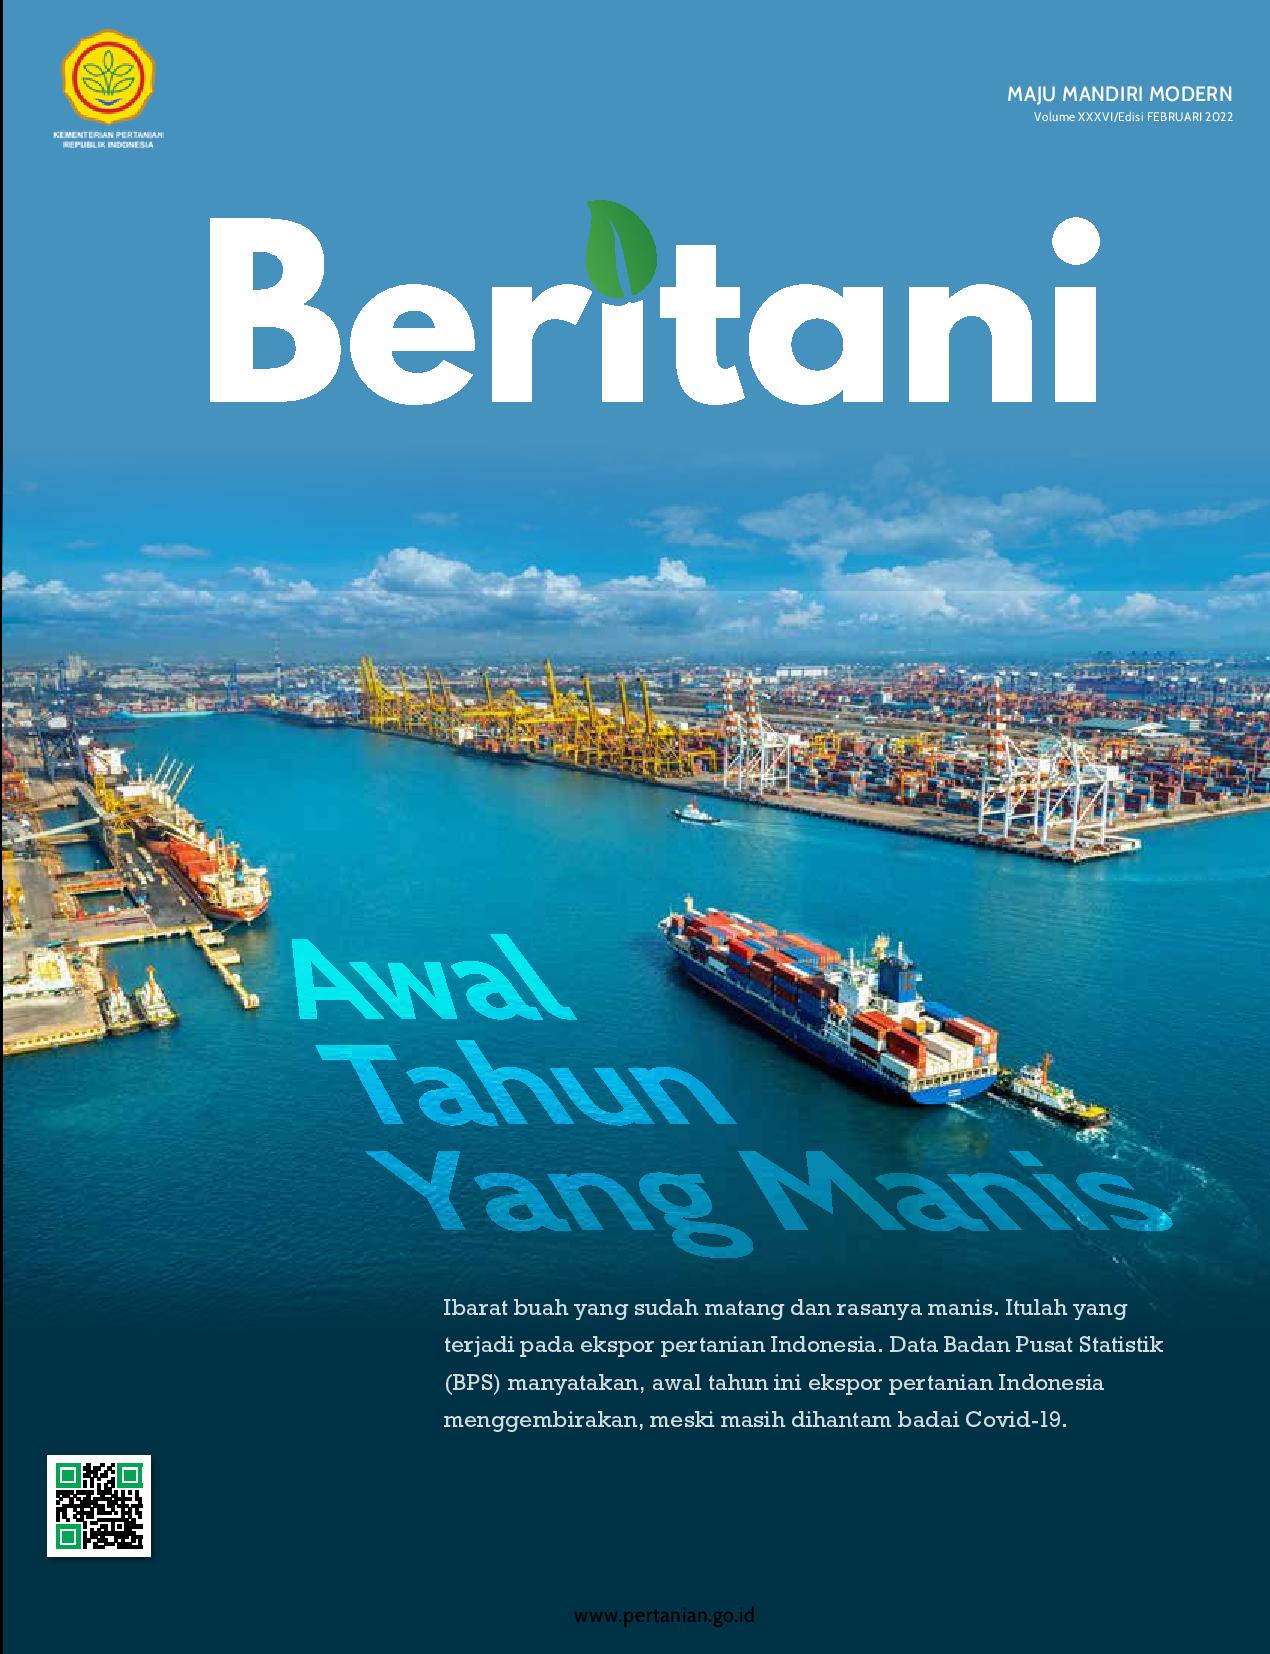 KEMENTERIAN PERTANIAN
REPUBLIK INDONESIA
MAJU MANDIRI MODERN
Volume XXXVI/Edisi FEBRUARI 2022
Beritani
Awal
Tahun
Yang Manis
Ibarat buah yang sudah matang dan rasanya manis. Itulah yang
terjadi pada ekspor pertanian Indonesia. Data Badan Pusat Statistik
(BPS) manyatakan, awal tahun ini ekspor pertanian Indonesia
menggembirakan, meski masih dihantam badai Covid-19.
www.pertanian.go.id